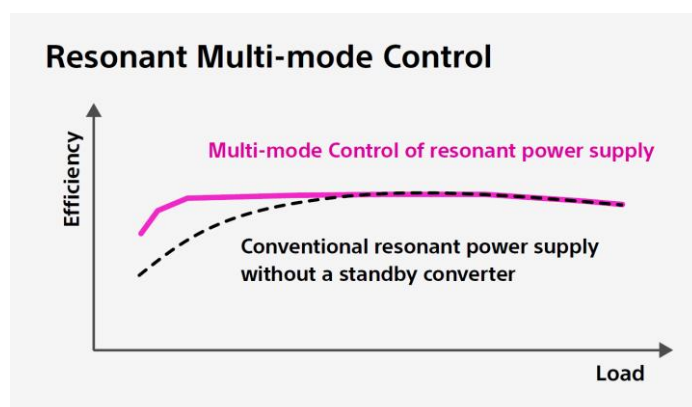 Resonant Multi-mode Control
Efficiency
Multi-mode Control of resonant power supply
Conventional resonant power supply
without a standby converter
Load